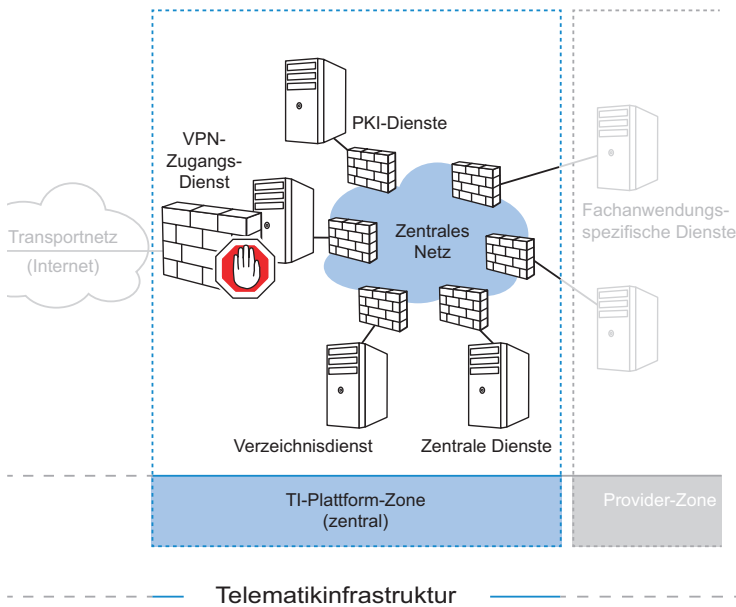 PKI-Dienste
VPN-
Zugangs-
Dienst
Transportnetz
(Internet)
Zentrales
Netz
Fachanwendungs-
spezifische Dienste
Verzeichnisdienst
Zentrale Dienste
TI-Plattform-Zone
(zentral)
Provider-Zone
Telematikinfrastruktur